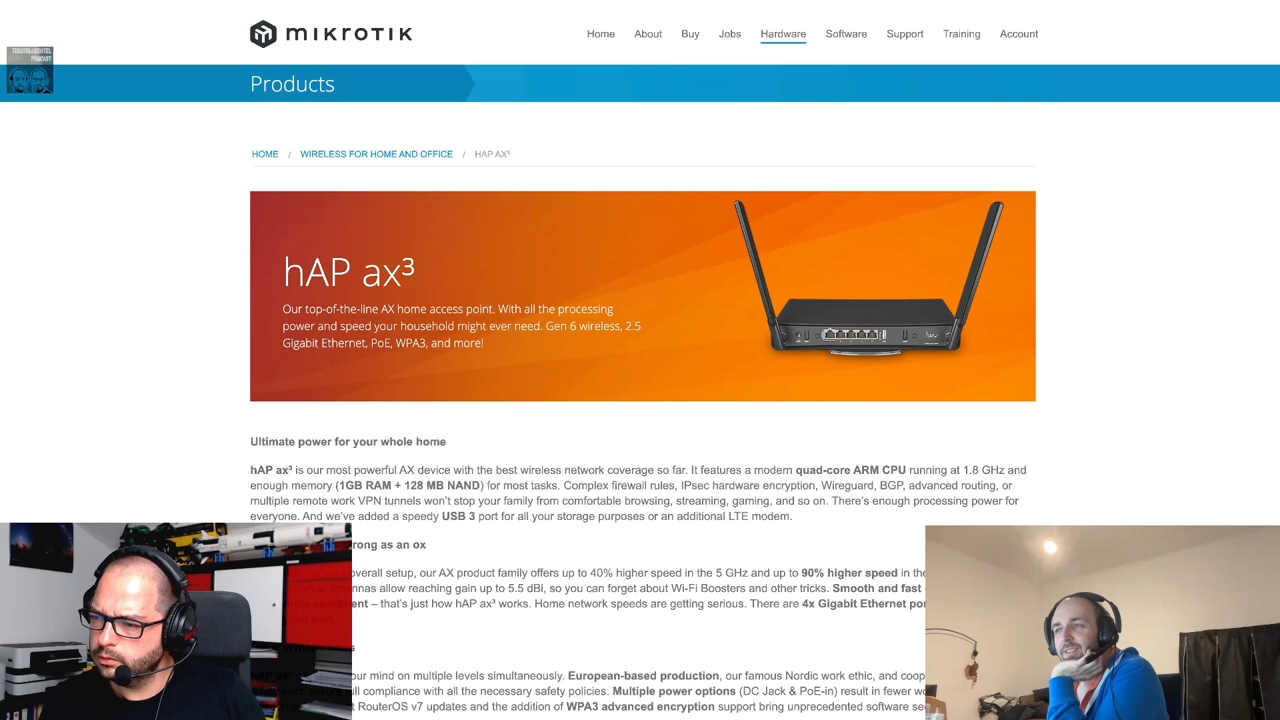 MIKROTIK
Home About Buy Jobs Hardware Software Support Training Account
TECHTELMECHTEL
PODCAST
Products
HOME / WIRELESS FOR HOME AND OFFICE / HAP AX³
hAP ax³
Our top-of-the-line AX home access point. With all the processing
power and speed your household might ever need. Gen 6 wireless, 2.5
Gigabit Ethernet, PoE, WPA3, and more!
Ultimate power for your whole home
hAP ax³ is our most powerful AX device with the best wireless network coverage so far. It features a modern quad-core ARM CPU running at 1.8 GHz and
enough memory (1GB RAM + 128 MB NAND) for most tasks. Complex firewall rules, IPsec hardware encryption, Wireguard, BGP, advanced routing, or
multiple remote work VPN tunnels won't stop your family from comfortable browsing, streaming, gaming, and so on. There's enough processing power for
everyone. And we've added a speedy USB 3 port for all your storage purposes or an additional LTE modem.
rong as an ox
overall setup, our AX product family offers up to 40% higher speed in the 5 GHz and up to 90% higher speed in the
antennas allow reaching gain up to 5.5 dBi, so you can forget about Wi-Fi Boosters and other tricks. Smooth and fast
– that's just how hAP ax³ works. Home network speeds are getting serious. There are 4x Gigabit Ethernet por
our mind on multiple levels simultaneously. European-based production, our famous Nordic work ethic, and coop
ull compliance with all the necessary safety policies. Multiple power options (DC Jack & PoE-in) result in fewer wo
RouterOS v7 updates and the addition of WPA3 advanced encryption support bring unprecedented software sec